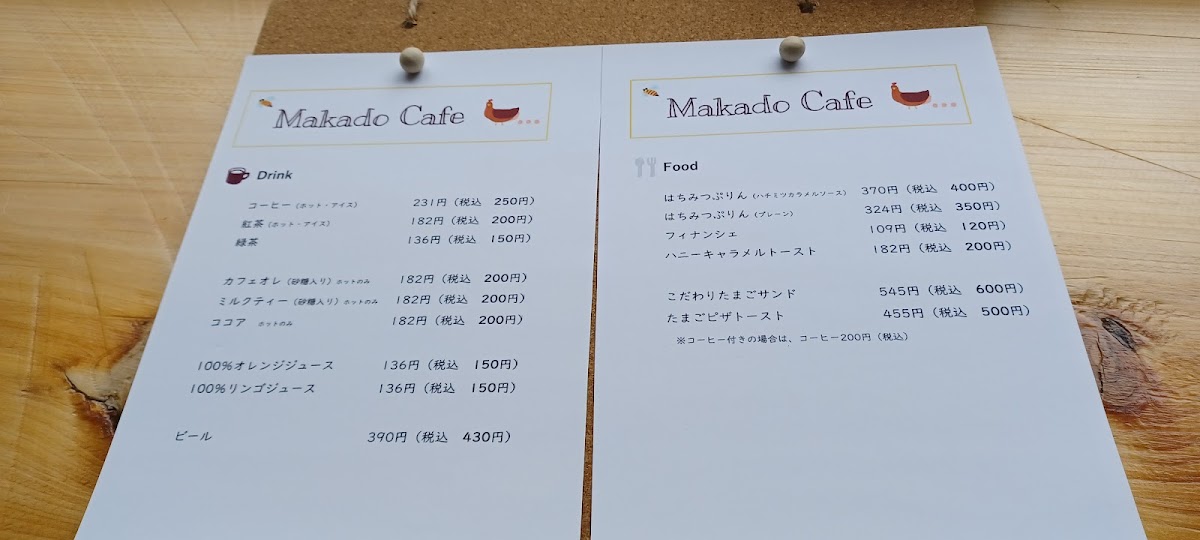 Makado Cafe
Drink
コーヒー(ホット・アイス) 231円(税込 250円)
紅茶(ホット・アイス) 182円(税込 200円)
緑茶 136円(税込 150円)
カフェオレ(砂糖入り)ホットのみ 182円(税込 200円)
ミルクティー(砂糖入り)ホットのみ 182円(税込 200円)
ココア ホットのみ 182円(税込 200円)
100%オレンジジュース 136円(税込 150円)
100%リンゴジュース 136円(税込 150円)
ビール 390円(税込 430円)
Makado Cafe
Food
はちみつぷりん(ハチミツカラメルソース) 370円(税込 400円)
はちみつぷりん(プレーン) 324円(税込 350円)
フィナンシェ 109円(税込 120円)
ハニーキャラメルトースト 182円(税込 200円)
こだわりたまごサンド 545円(税込 600円)
たまごピザトースト 455円(税込 500円)
※コーヒー付きの場合は、コーヒー200円(税込)